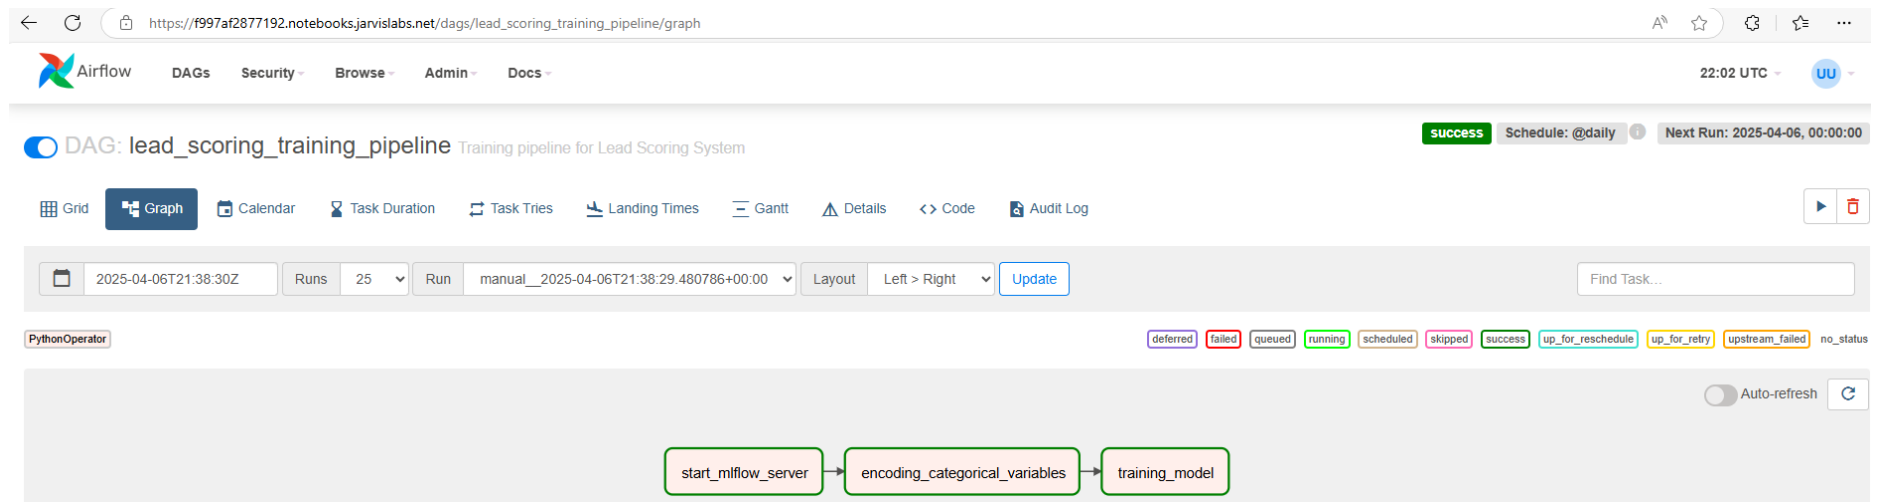 https://f997af2877192.notebooks.jarvislabs.net/dags/lead_scoring_training_pipeline/graph
Airflow DAGs Security Browse Admin Docs 22:02 UTC UU
DAG: lead_scoring_training_pipeline Training pipeline for Lead Scoring System success Schedule: @daily i Next Run: 2025-04-06, 00:00:00
Grid Graph Calendar Task Duration Task Tries Landing Times Gantt Details <> Code Audit Log
2025-04-06T21:38:30Z Runs 25 Run manual__2025-04-06T21:38:29.480786+00:00 Layout Left > Right Update Find Task...
PythonOperator deferred failed queued running scheduled skipped success up_for_reschedule up_for_retry upstream_failed no_status
Auto-refresh
start_mlflow_server encoding_categorical_variables training_model